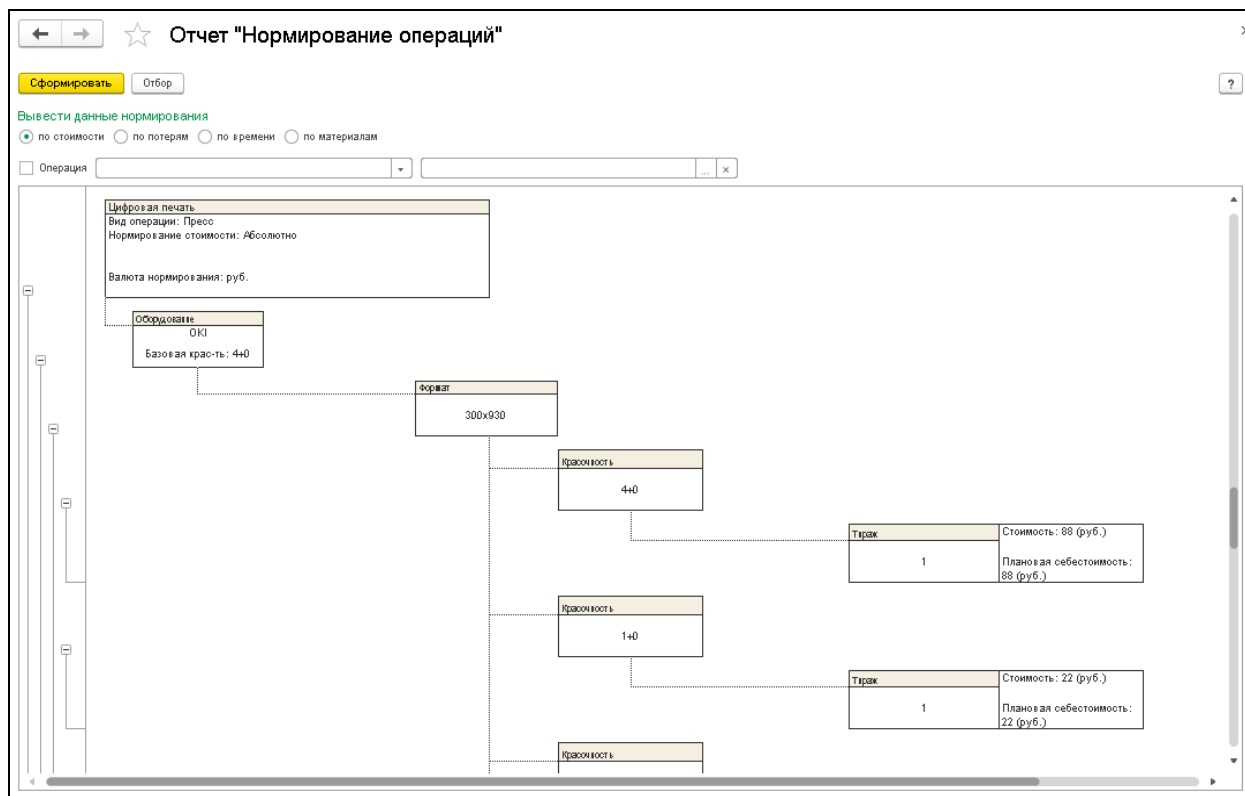 Отчет "Нормирование операций"
Сформировать Отбор ?
Вывести данные нормирования
по стоимости по потерям по времени по материалам
Операция ... x
Цифровая печать
Вид операции: Пресс
Нормирование стоимости: Абсолютно
Валюта нормирования: руб.
Оборудование
OKI
Базовая крас-ть: 4+0
Формат
300x930
Красочность
4+0
Тираж
1
Стоимость: 88 (руб.)
Плановая себестоимость:
88 (руб.)
Красочность
1+0
Тираж
1
Стоимость: 22 (руб.)
Плановая себестоимость:
22 (руб.)
Красочность